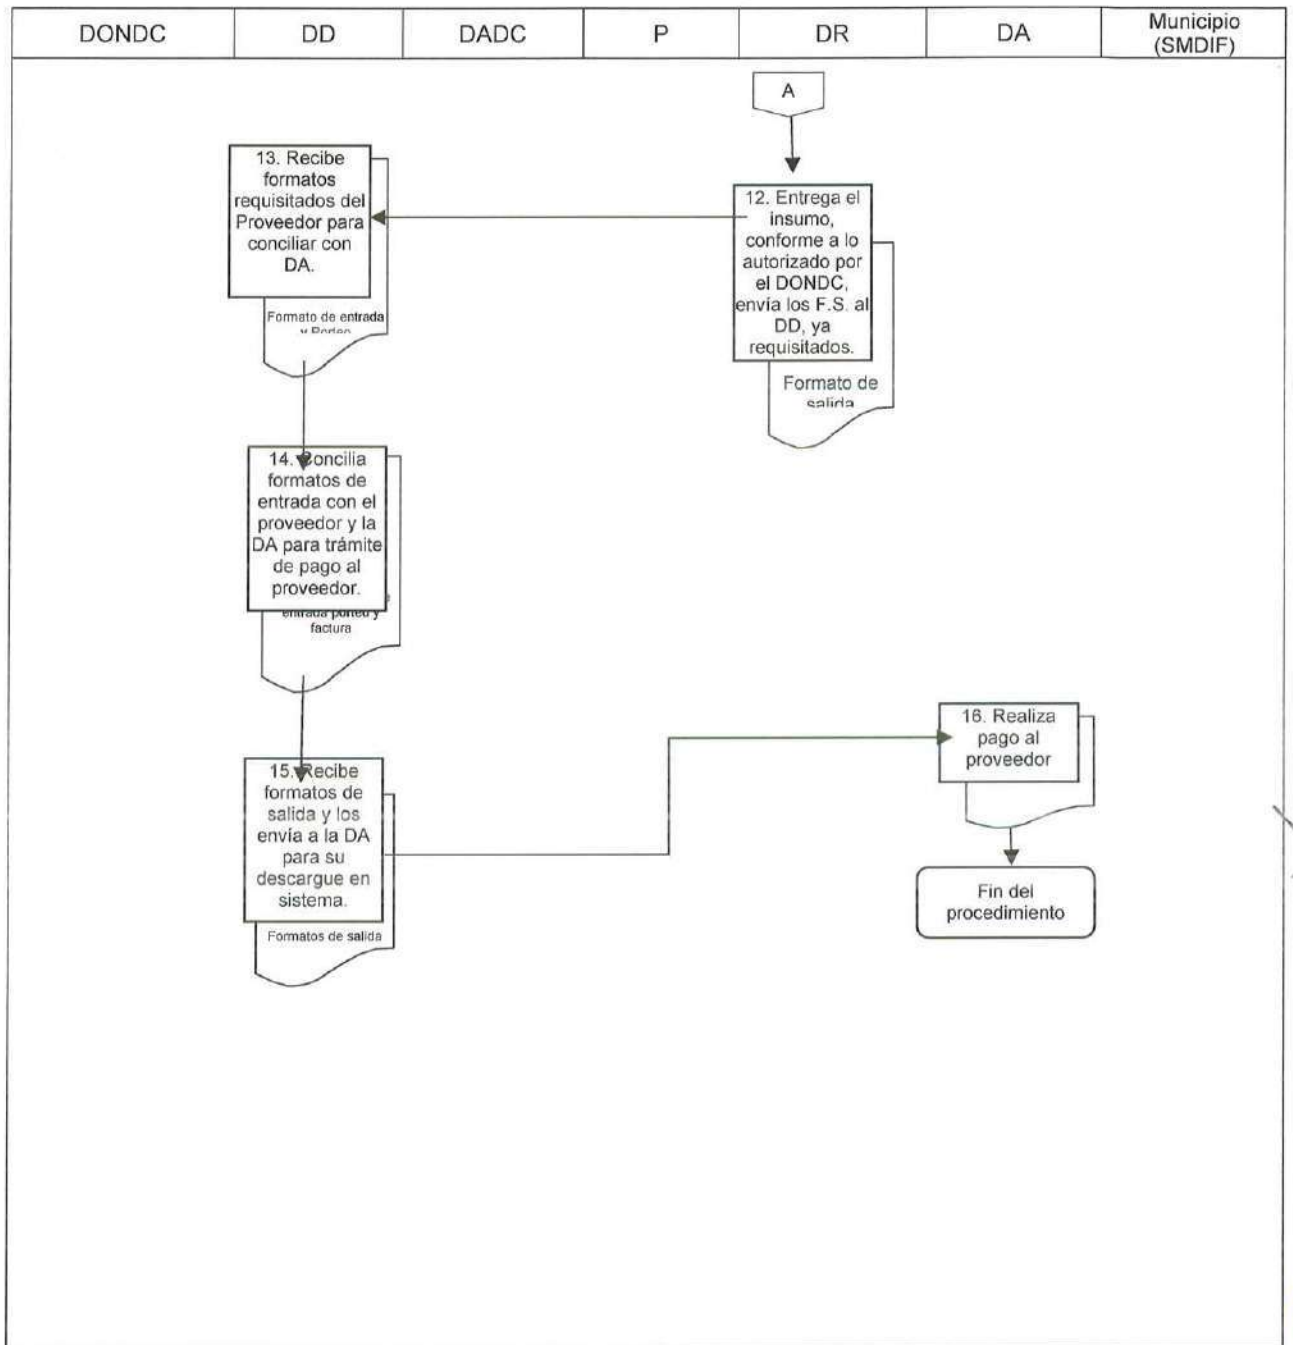 DONDC
DD
DADC
P
DR
DA
Municipio
(SMDIF)
A
12. Entrega el
insumo,
conforme a lo
autorizado por
el DONDC,
envía los F.S. al
DD, ya
requisitados.
Formato de
salida
13. Recibe
formatos
requisitados del
Proveedor para
conciliar con
DA.
Formato de entrada
y Porteo
14. Concilia
formatos de
entrada con el
proveedor y la
DA para trámite
de pago al
proveedor.
entrada porteo y
factura
15. Recibe
formatos de
salida y los
envía a la DA
para su
descargue en
sistema.
Formatos de salida
16. Realiza
pago al
proveedor
Fin del
procedimiento